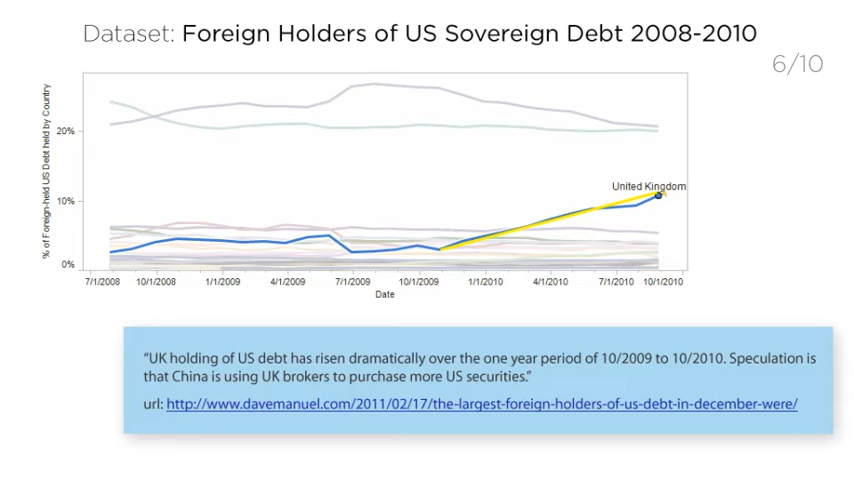 Dataset: Foreign Holders of US Sovereign Debt 2008-2010
6/10
% of Foreign-held US Debt held by Country
20%
10%
0%
United Kingdom
7/1/2008 10/1/2008 1/1/2009 4/1/2009 7/1/2009 10/1/2009 1/1/2010 4/1/2010 7/1/2010 10/1/2010
Date
“UK holding of US debt has risen dramatically over the one year period of 10/2009 to 10/2010. Speculation is
that China is using UK brokers to purchase more US securities.”
url: http://www.davemanuel.com/2011/02/17/the-largest-foreign-holders-of-us-debt-in-december-were/